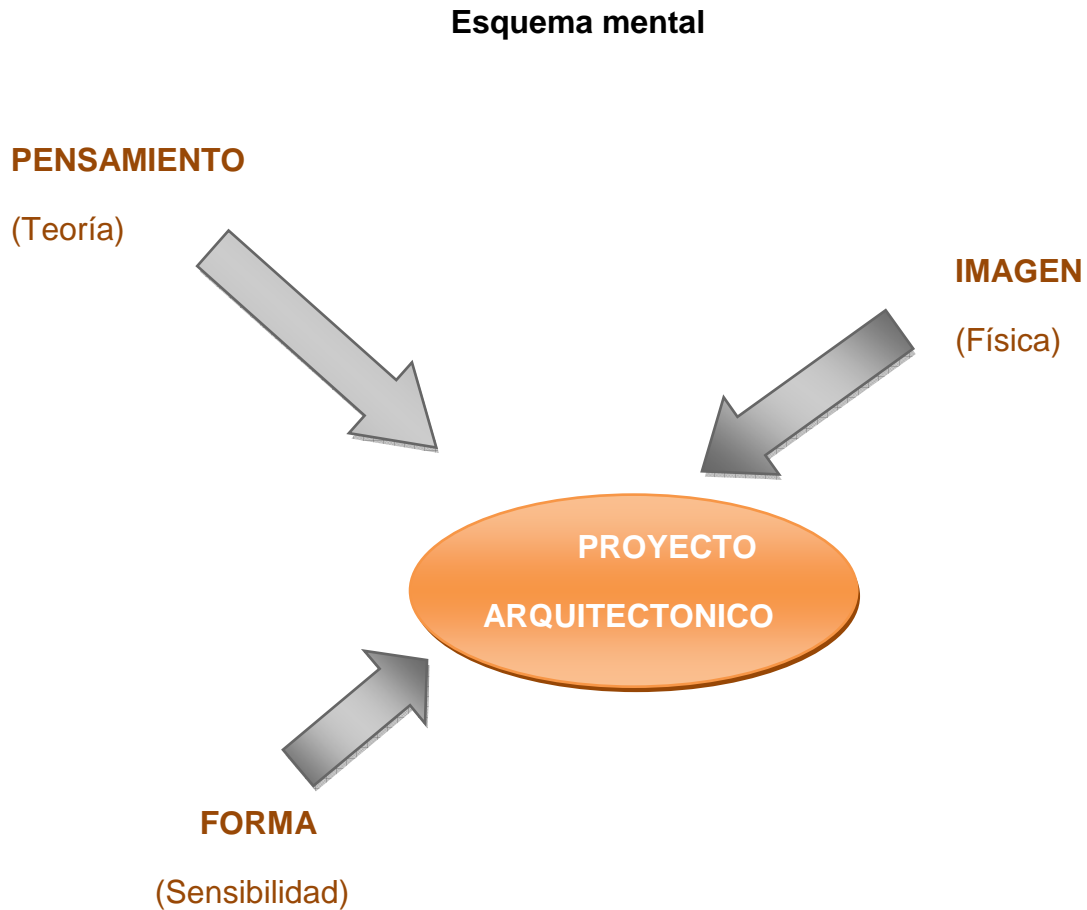 Esquema mental
PENSAMIENTO
(Teoría)
IMAGEN
(Física)
PROYECTO
ARQUITECTONICO
FORMA
(Sensibilidad)